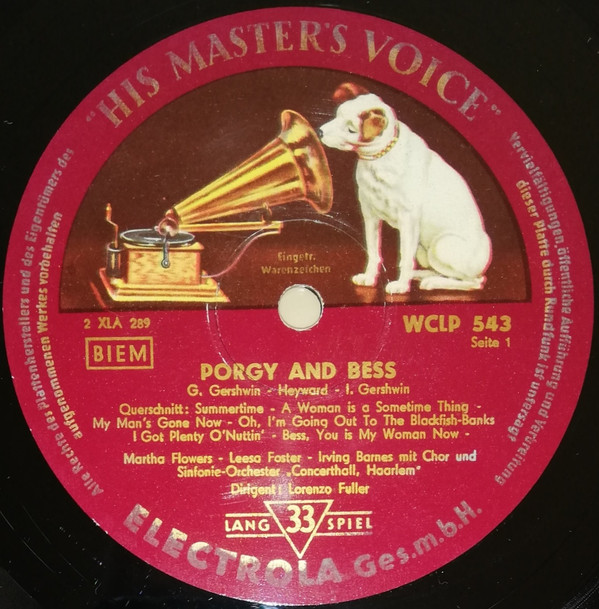 "HIS MASTER'S VOICE"
Eingetr.
Warenzeichen
2 XLA 289
BIEM
WCLP 543
Seite 1
PORGY AND BESS
G. Gershwin - Heyward - I. Gershwin
Querschnitt: Summertime - A Woman is a Sometime Thing -
My Man's Gone Now - Oh, I'm Going Out To The Blackfish-Banks
I Got Plenty O'Nuttin' - Bess, You is My Woman Now -
Martha Flowers - Leesa Foster - Irving Barnes mit Chor und
Sinfonie-Orchester „Concerthall, Haarlem"
Dirigent: Lorenzo Fuller
LANG 33 SPIEL
ELECTROLA Ges.m.b.H.
Alle Rechte des Plattenherstellers und des Eigentümers des
aufgenommenen Werkes vorbehalten
Vervielfältigungen, öffentliche Aufführung und Verbreitung
dieser Platte durch Rundfunk ist untersagt